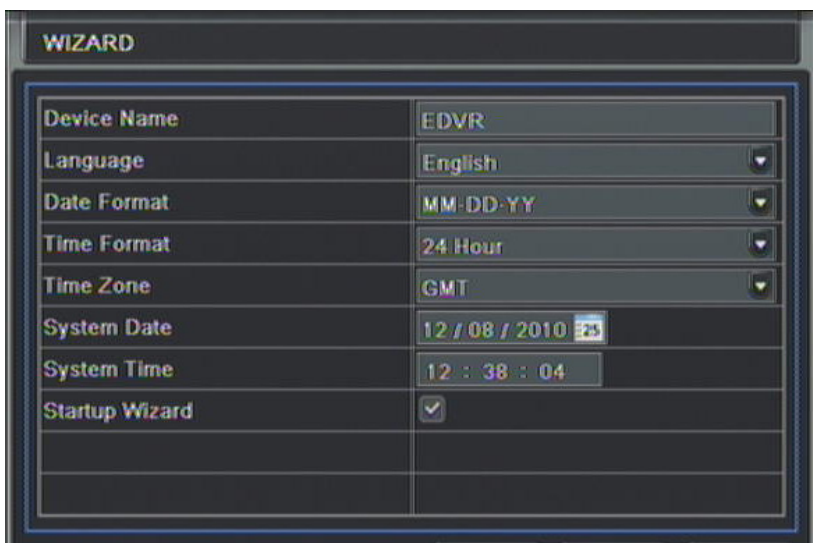 WIZARD
Device Name EDVR
Language English
Date Format MM-DD-YY
Time Format 24 Hour
Time Zone GMT
System Date 12 / 08 / 2010 25
System Time 12 : 38 : 04
Startup Wizard